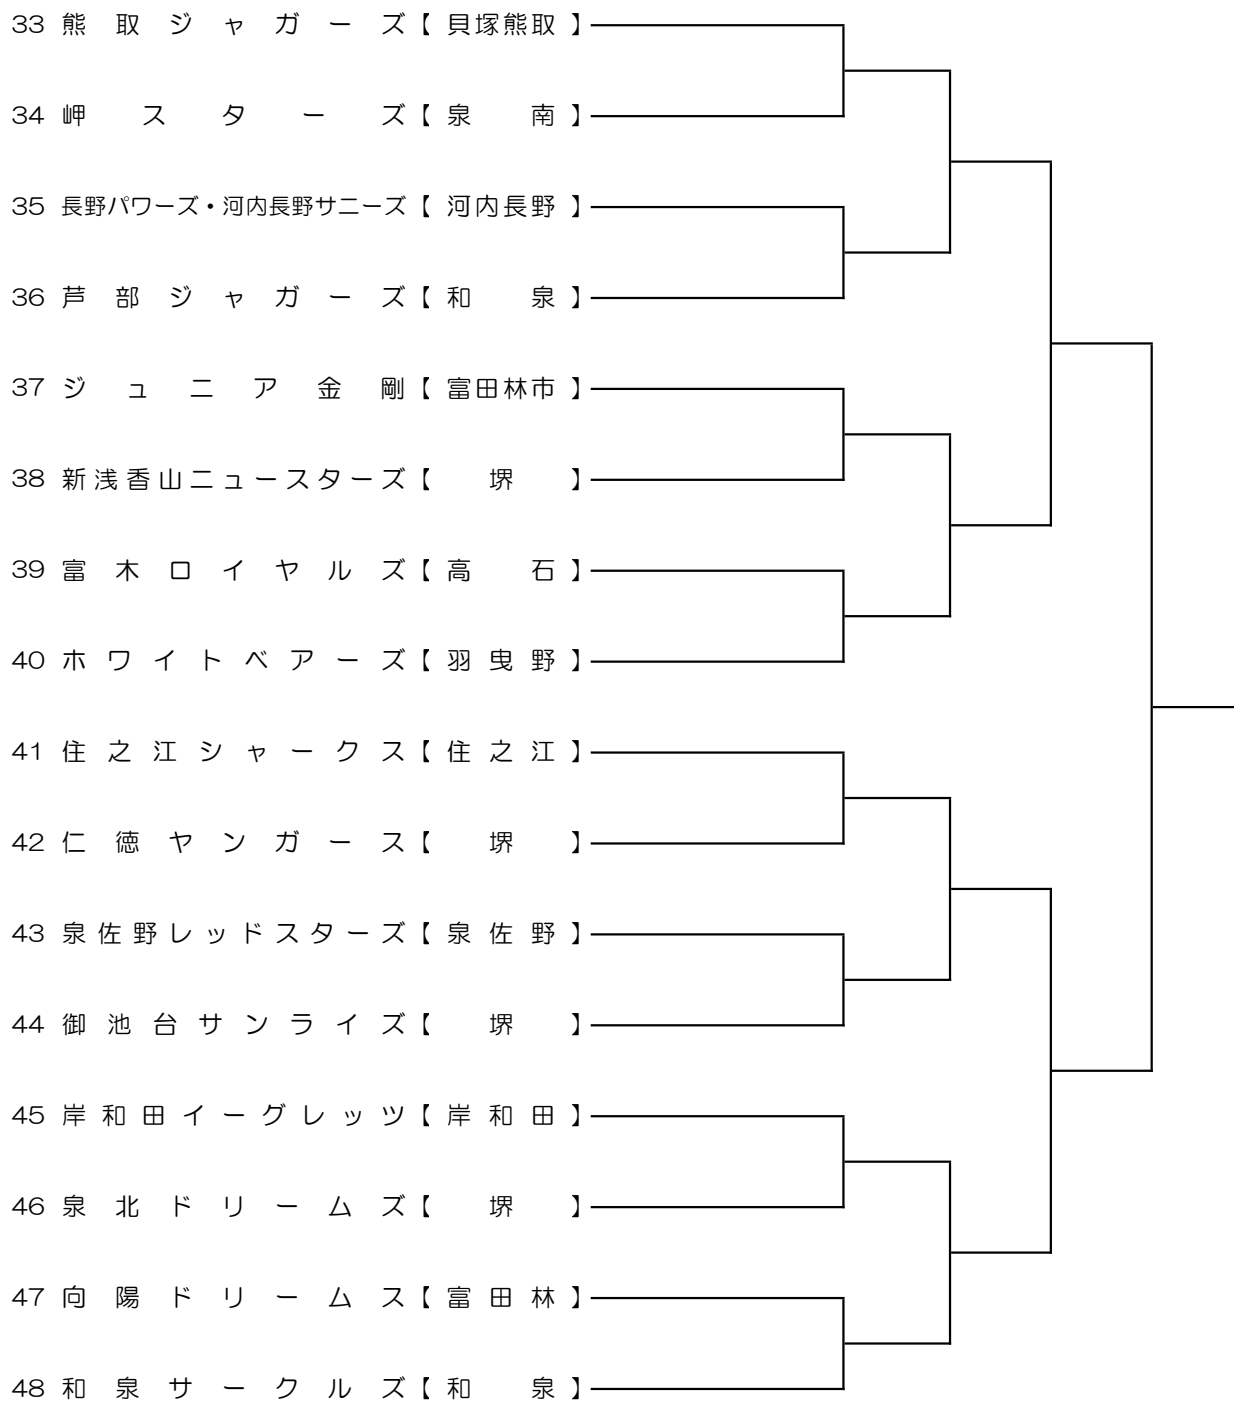 33 熊取ジャガーズ【貝塚熊取】
34 岬スターズ【泉南】
35 長野パワーズ・河内長野サニーズ【河内長野】
36 芦部ジャガーズ【和泉】
37 ジュニア金剛【富田林市】
38 新浅香山ニュースターズ【堺】
39 富木ロイヤルズ【高石】
40 ホワイトベアーズ【羽曳野】
41 住之江シャークス【住之江】
42 仁徳ヤンガース【堺】
43 泉佐野レッドスターズ【泉佐野】
44 御池台サンライズ【堺】
45 岸和田イーグレッツ【岸和田】
46 泉北ドリームズ【堺】
47 向陽ドリームス【富田林】
48 和泉サークルズ【和泉】